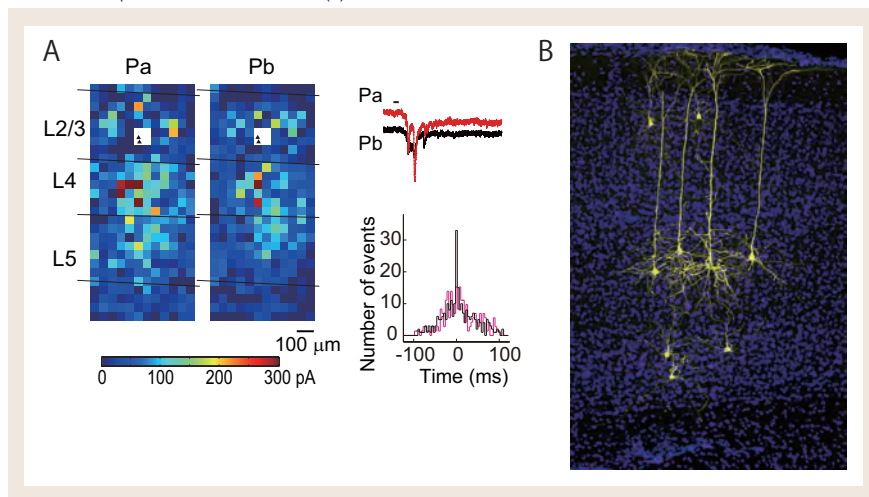 A
B
Pa
Pb
L2/3
L4
L5
100 μm
0
100
200
300 pA
Pa
Pb
Number of events
30
20
10
0
-100
0
100
Time (ms)